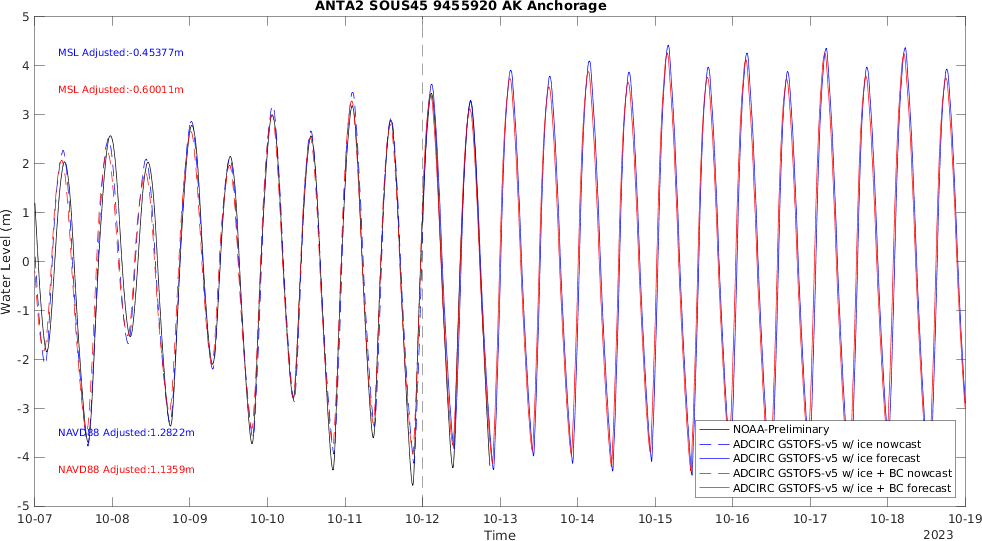 ANTA2 SOUS45 9455920 AK Anchorage
5
4
3
2
1
0
-1
-2
-3
-4
-5
Water Level (m)
MSL Adjusted:-0.45377m
MSL Adjusted:-0.60011m
NAVD88 Adjusted:1.2822m
NAVD88 Adjusted:1.1359m
NOAA-Preliminary
ADCIRC GSTOFS-v5 w/ ice nowcast
ADCIRC GSTOFS-v5 w/ ice forecast
ADCIRC GSTOFS-v5 w/ ice + BC nowcast
ADCIRC GSTOFS-v5 w/ ice + BC forecast
10-07 10-08 10-09 10-10 10-11 10-12 10-13 10-14 10-15 10-16 10-17 10-18 10-19
Time
2023